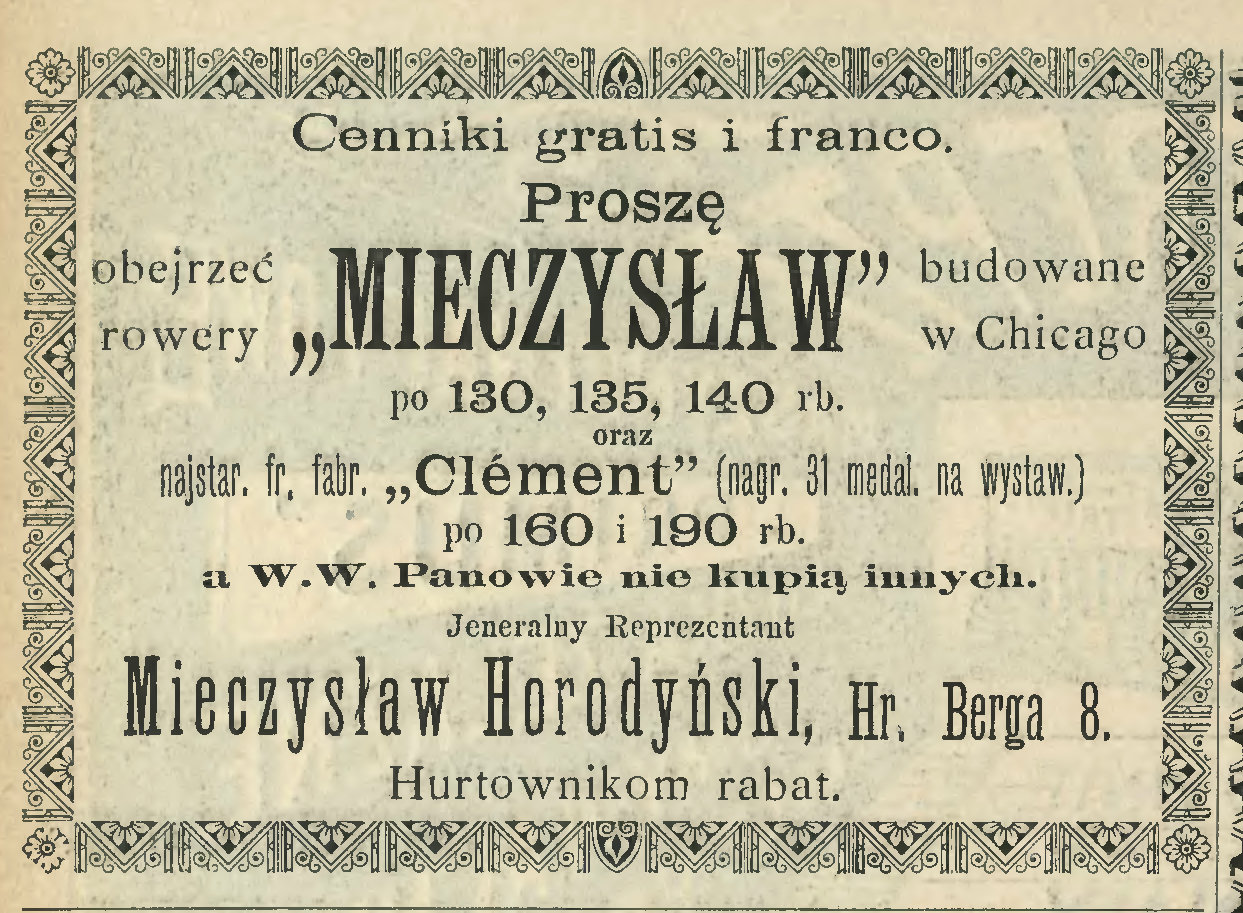 Cenniki gratis i franco.
Proszę
obejrzeć rowery „MIECZYSŁAW” budowane w Chicago
po 130, 135, 140 rb.
oraz
najstar. fr. fabr. „Clément” (nagr. 31 medal. na wystaw.)
po 160 i 190 rb.
a W.W. Panowie nie kupią innych.
Jeneralny Reprezentant
Mieczysław Horodyński, Hr. Berga 8.
Hurtownikom rabat.